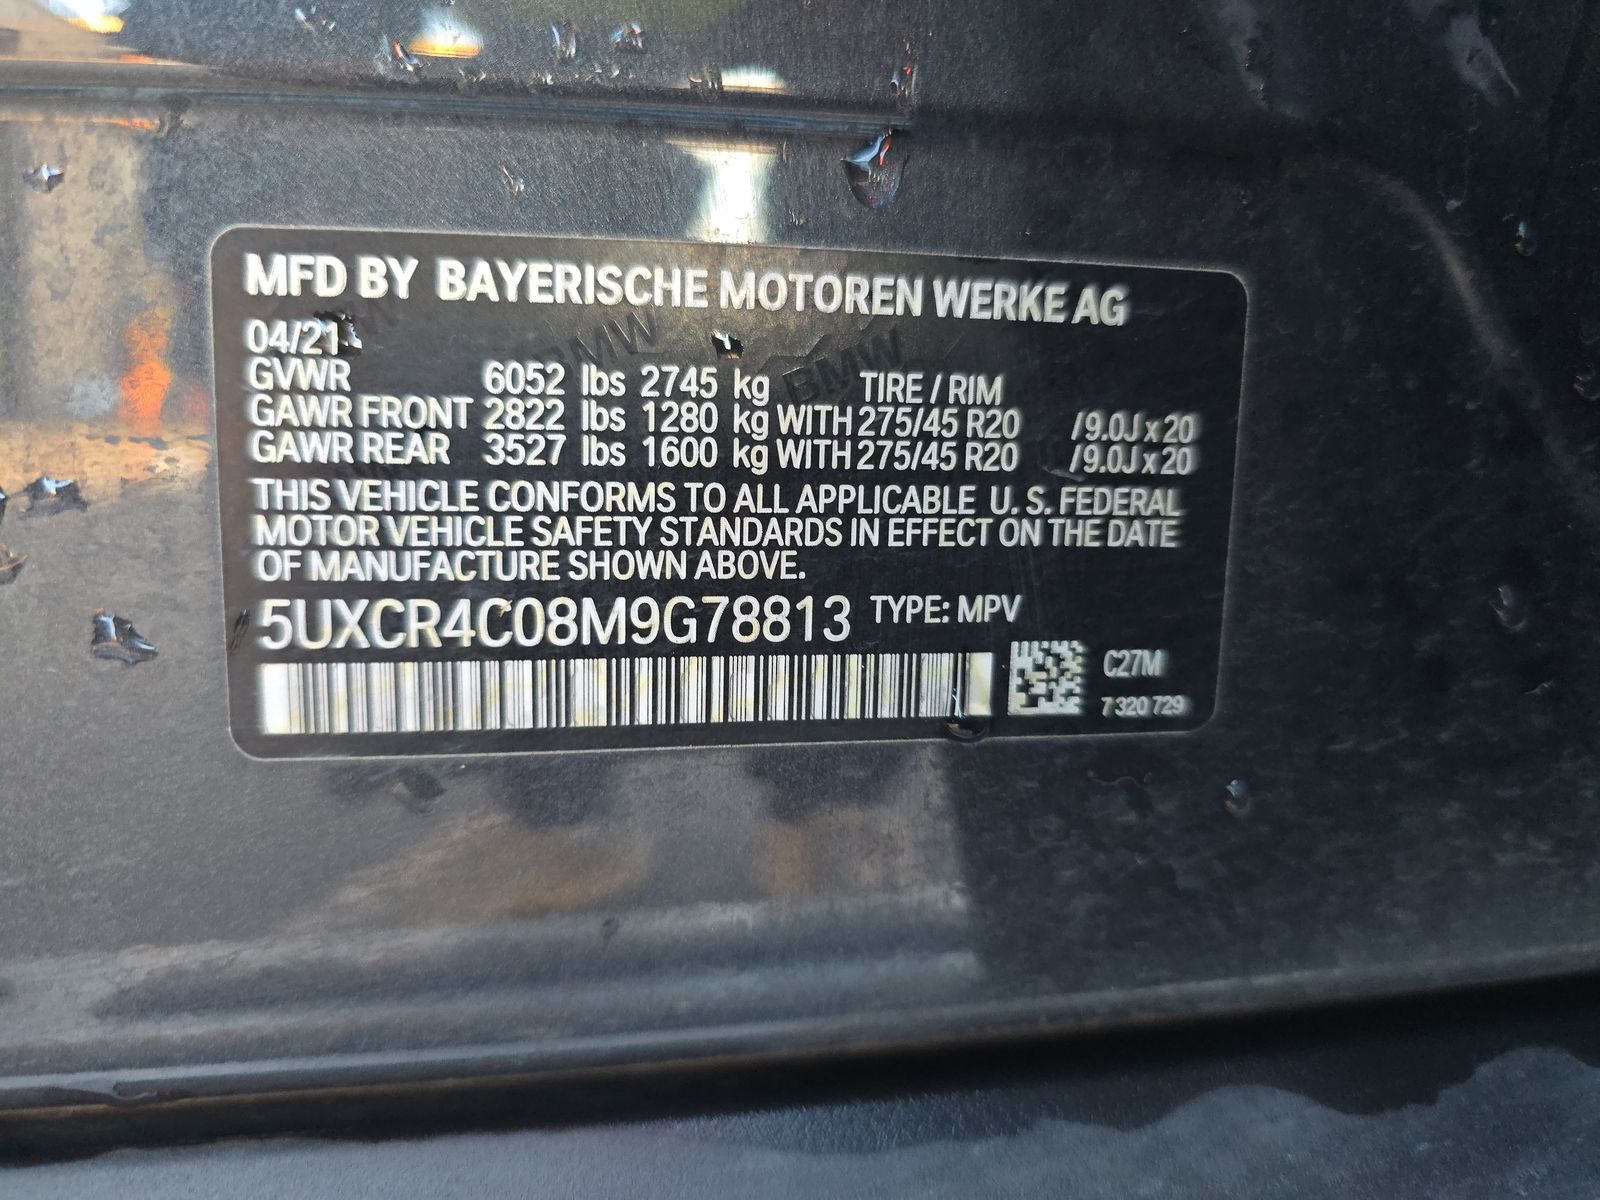 MFD BY BAYERISCHE MOTOREN WERKE AG
04/21
GVWR 6052 lbs 2745 kg TIRE / RIM
GAWR FRONT 2822 lbs 1280 kg WITH 275/45 R20 /9.0J x 20
GAWR REAR 3527 lbs 1600 kg WITH 275/45 R20 /9.0J x 20
THIS VEHICLE CONFORMS TO ALL APPLICABLE U. S. FEDERAL
MOTOR VEHICLE SAFETY STANDARDS IN EFFECT ON THE DATE
OF MANUFACTURE SHOWN ABOVE.
5UXCR4C08M9G78813 TYPE: MPV
C27M
7 320 729
BMW
BMW